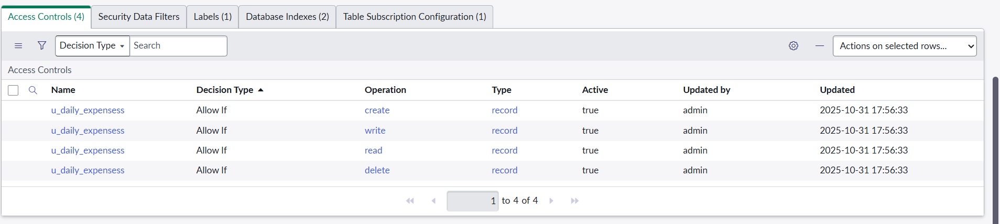 Access Controls (4) Security Data Filters Labels (1) Database Indexes (2) Table Subscription Configuration (1)
Decision Type Search Actions on selected rows...
Access Controls
Name Decision Type Operation Type Active Updated by Updated
u_daily_expensess Allow If create record true admin 2025-10-31 17:56:33
u_daily_expensess Allow If write record true admin 2025-10-31 17:56:33
u_daily_expensess Allow If read record true admin 2025-10-31 17:56:33
u_daily_expensess Allow If delete record true admin 2025-10-31 17:56:33
1 to 4 of 4